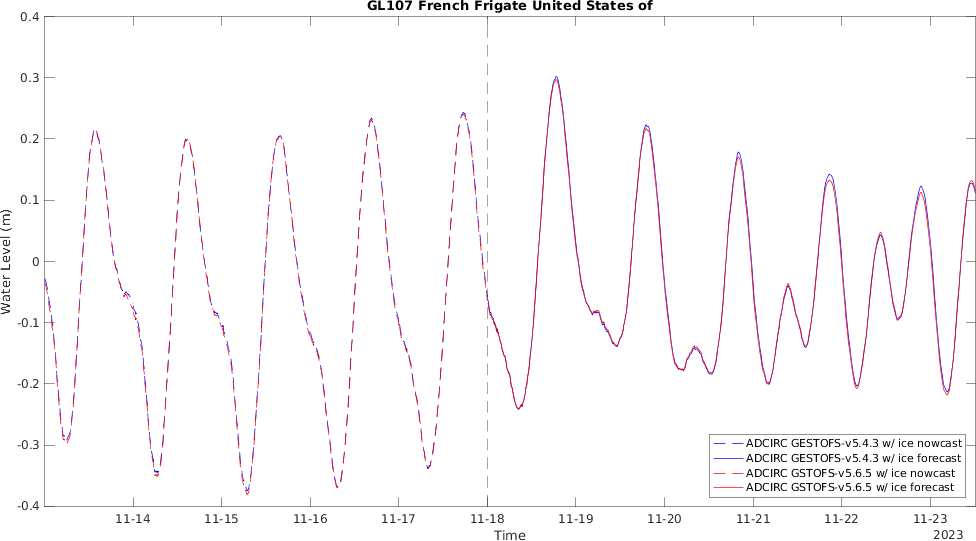 GL107 French Frigate United States of
0.4
0.3
0.2
0.1
0
-0.1
-0.2
-0.3
-0.4
Water Level (m)
11-14 11-15 11-16 11-17 11-18 11-19 11-20 11-21 11-22 11-23
Time
2023
ADCIRC GESTOFS-v5.4.3 w/ ice nowcast
ADCIRC GESTOFS-v5.4.3 w/ ice forecast
ADCIRC GSTOFS-v5.6.5 w/ ice nowcast
ADCIRC GSTOFS-v5.6.5 w/ ice forecast